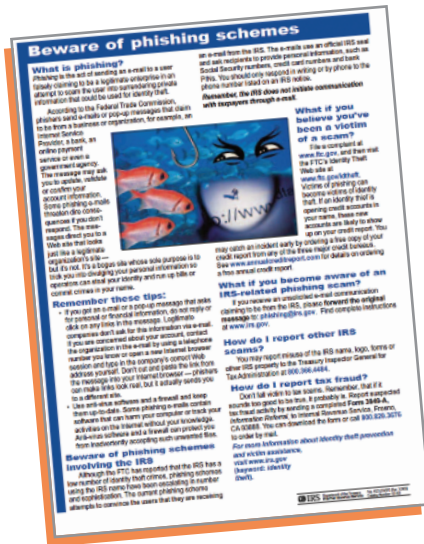 Beware of phishing schemes
What is phishing?
Phishing is the act of sending an e-mail to a user
falsely claiming to be a legitimate enterprise in an
attempt to scam the user into surrendering private
information that could be used for identity theft.
According to the Federal Trade Commission,
phishers send e-mails or pop-up messages that claim
to be from a business or organization, for example, an
Internet Service
Provider, a bank, an
online payment
service or even a
government agency.
The message may ask
you to update, validate
or confirm your
account information.
Some phishing e-mails
threaten dire conse-
quences if you don't
respond. The mes-
sages direct you to a
Web site that looks
just like a legitimate
organization's site —
but it's not. It's a bogus site whose sole purpose is to
trick you into divulging your personal information so
operators can steal your identity and run up bills or
commit crimes in your name.
Remember these tips:
• If you get an e-mail or pop-up message that asks
for personal or financial information, do not reply or
click on any links in the message. Legitimate
companies don't ask for this information via e-mail.
If you are concerned about your account, contact
the organization in the e-mail by using a telephone
number you know or open a new Internet browser
session and type in the company's correct Web
address yourself. Don't cut and paste the link from
the message into your Internet browser — phishers
can make links look real, but it actually sends you
to a different site.
• Use anti-virus software and a firewall and keep
them up-to-date. Some phishing e-mails contain
software that can harm your computer or track your
activities on the Internet without your knowledge.
Anti-virus software and a firewall can protect you
from inadvertently accepting such unwanted files.
Beware of phishing schemes
involving the IRS
Although the FTC has reported that the IRS has a
low number of identity theft crimes, phishing schemes
using the IRS name have been escalating in number
and sophistication. The current phishing scheme
attempts to convince the users that they are receiving
an e-mail from the IRS. The e-mails use an official IRS seal
and ask recipients to provide personal information, such as
Social Security numbers, credit card numbers and bank
PINs. You should only respond in writing or by phone to the
phone number listed on an IRS notice.
Remember, the IRS does not initiate communication
with taxpayers through e-mail.
http://www
What if you
believe you've
been a victim
of a scam?
File a complaint at
www.ftc.gov, and then visit
the FTC's Identity Theft
Web site at
www.ftc.gov/idtheft.
Victims of phishing can
become victims of identity
theft. If an identity thief is
opening credit accounts in
your name, these new
accounts are likely to show
up on your credit report. You
may catch an incident early by ordering a free copy of your
credit report from any of the three major credit bureaus.
See www.annualcreditreport.com for details on ordering
a free annual credit report.
What if you become aware of an
IRS-related phishing scam?
If you receive an unsolicited e-mail communication
claiming to be from the IRS, please forward the original
message to: phishing@irs.gov. Find complete instructions
at www.irs.gov.
How do I report other IRS
scams?
You may report misuse of the IRS name, logo, forms or
other IRS property to the Treasury Inspector General for
Tax Administration at 800.366.4484.
How do I report tax fraud?
Don't fall victim to tax scams. Remember, that if it
sounds too good to be true, it probably is. Report suspected
tax fraud activity by sending a completed Form 3949-A,
Information Referral, to Internal Revenue Service, Fresno,
CA 93888. You can download the form or call 800.829.3676
to order by mail.
For more information about identity theft prevention
and victim assistance,
visit www.irs.gov
(keyword: identity
theft).
IRS